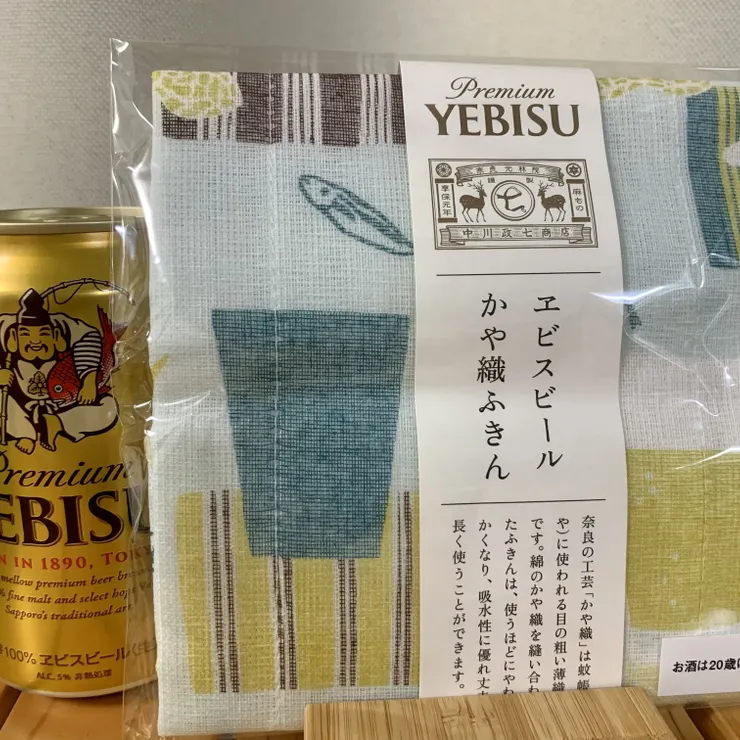 Premium
YEBISU
奈良元林院
謹製
享保元年
麻もの
七
中川政七商店
ヱビスビール
かや織ふきん
奈良の工芸「かや織」は蚊帳
や)に使われる目の粗い薄織
です。綿のかや織を縫い合わ
たふきんは、使うほどにやわ
かくなり、吸水性に優れ丈
長く使うことができます。
お酒は20歳
Premium
EBISU
IN 1890, TOK
mellow premium beer br
fine malt and select ho
Sapporo's traditional ar
100% ヱビスビール
ALC. 5% 非熱処理